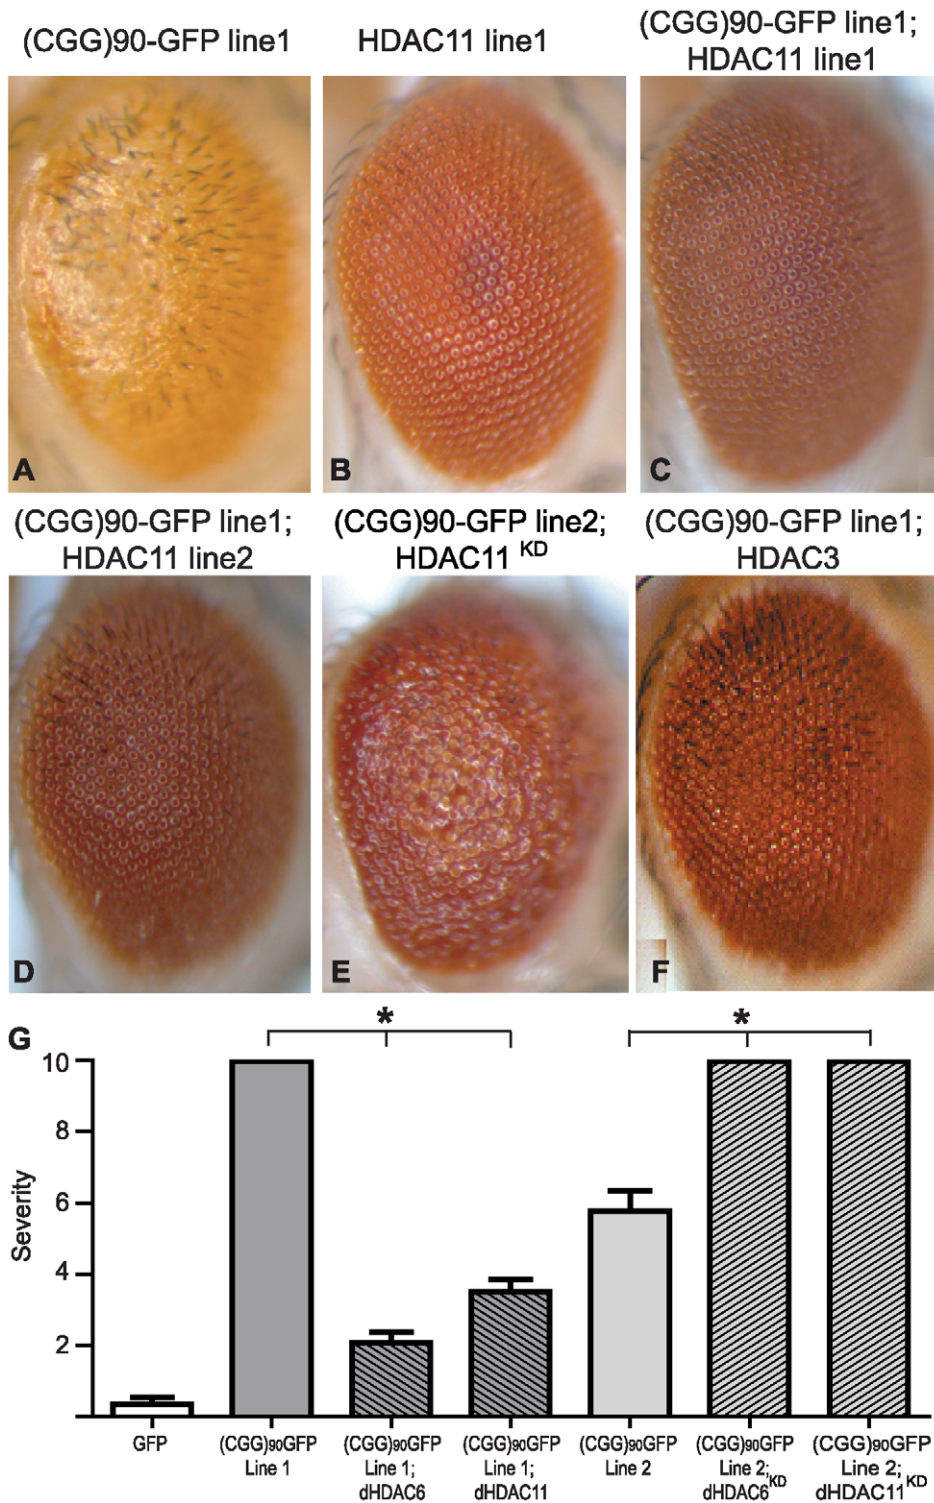 (CGG)90-GFP line1
HDAC11 line1
(CGG)90-GFP line1;
HDAC11 line1
A
B
C
(CGG)90-GFP line1;
HDAC11 line2
(CGG)90-GFP line2;
HDAC11 KD
(CGG)90-GFP line1;
HDAC3
D
E
F
G
*
*
Severity
10
8
6
4
2
GFP
(CGG)90GFP
Line 1
(CGG)90GFP
Line 1;
dHDAC6
(CGG)90GFP
Line 1;
dHDAC11
(CGG)90GFP
Line 2
(CGG)90GFP
Line 2;
dHDAC6KD
(CGG)90GFP
Line 2;
dHDAC11KD